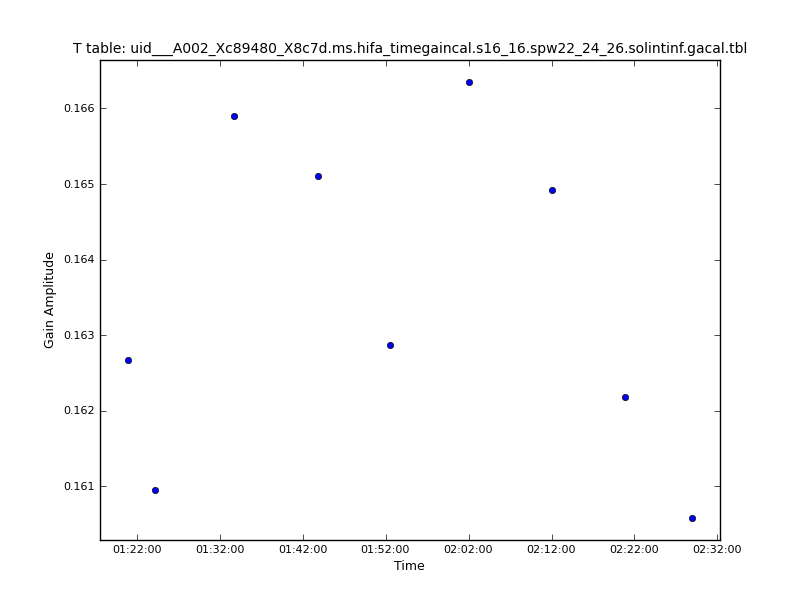 T table: uid___A002_Xc89480_X8c7d.ms.hifa_timegaincal.s16_16.spw22_24_26.solintinf.gacal.tbl
0.166
0.165
0.164
0.163
0.162
0.161
Gain Amplitude
01:22:00 01:32:00 01:42:00 01:52:00 02:02:00 02:12:00 02:22:00 02:32:00
Time